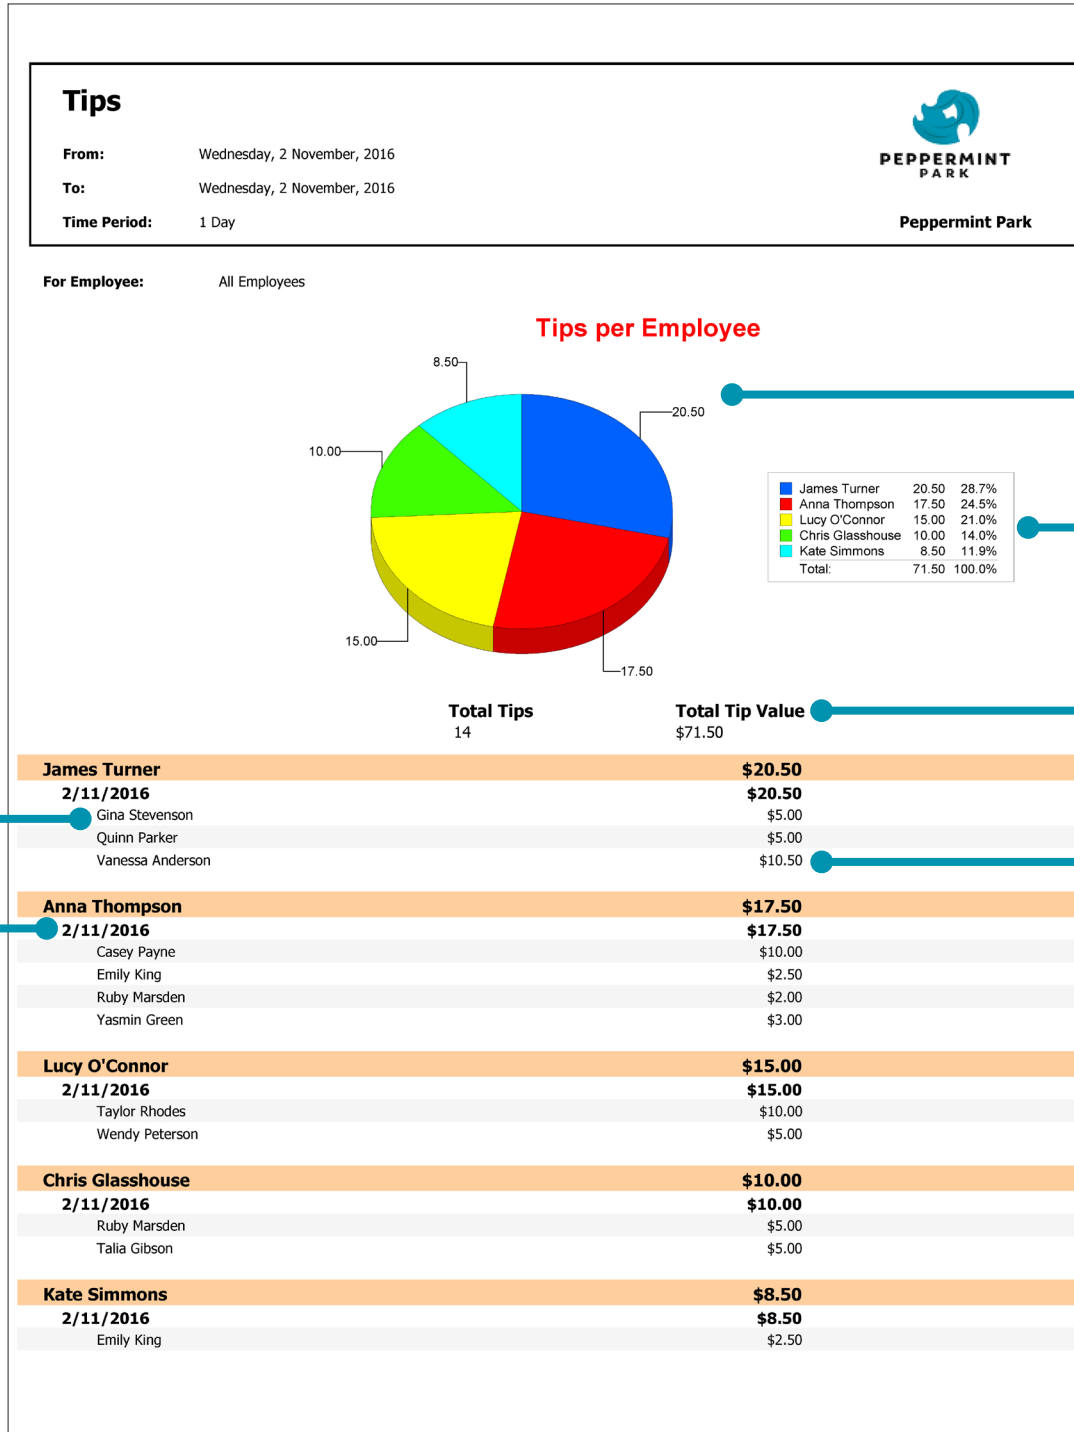 Tips
From: Wednesday, 2 November, 2016
To: Wednesday, 2 November, 2016
Time Period: 1 Day
PEPPERMINT
PARK
Peppermint Park
For Employee: All Employees
Tips per Employee
8.50
20.50
10.00
15.00
17.50
James Turner 20.50 28.7%
Anna Thompson 17.50 24.5%
Lucy O'Connor 15.00 21.0%
Chris Glasshouse 10.00 14.0%
Kate Simmons 8.50 11.9%
Total: 71.50 100.0%
Total Tips Total Tip Value
14 $71.50
James Turner $20.50
2/11/2016 $20.50
Gina Stevenson $5.00
Quinn Parker $5.00
Vanessa Anderson $10.50
Anna Thompson $17.50
2/11/2016 $17.50
Casey Payne $10.00
Emily King $2.50
Ruby Marsden $2.00
Yasmin Green $3.00
Lucy O'Connor $15.00
2/11/2016 $15.00
Taylor Rhodes $10.00
Wendy Peterson $5.00
Chris Glasshouse $10.00
2/11/2016 $10.00
Ruby Marsden $5.00
Talia Gibson $5.00
Kate Simmons $8.50
2/11/2016 $8.50
Emily King $2.50